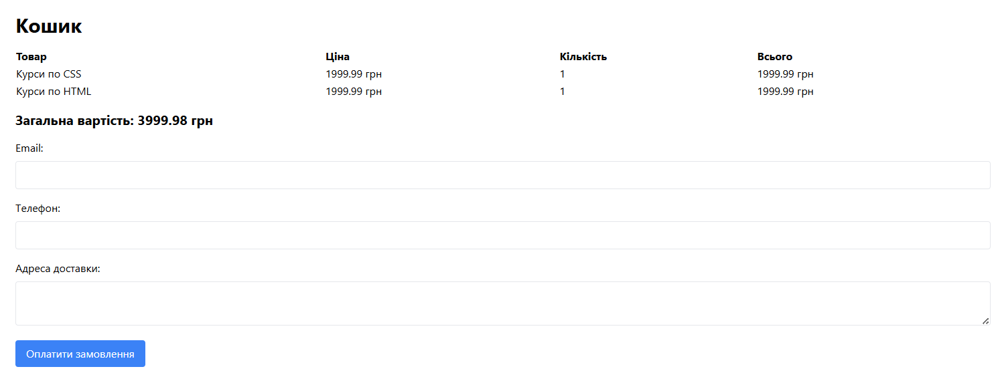 Кошик
Товар Ціна Кількість Всього
Курси по CSS 1999.99 грн 1 1999.99 грн
Курси по HTML 1999.99 грн 1 1999.99 грн
Загальна вартість: 3999.98 грн
Email:
Телефон:
Адреса доставки:
Оплатити замовлення